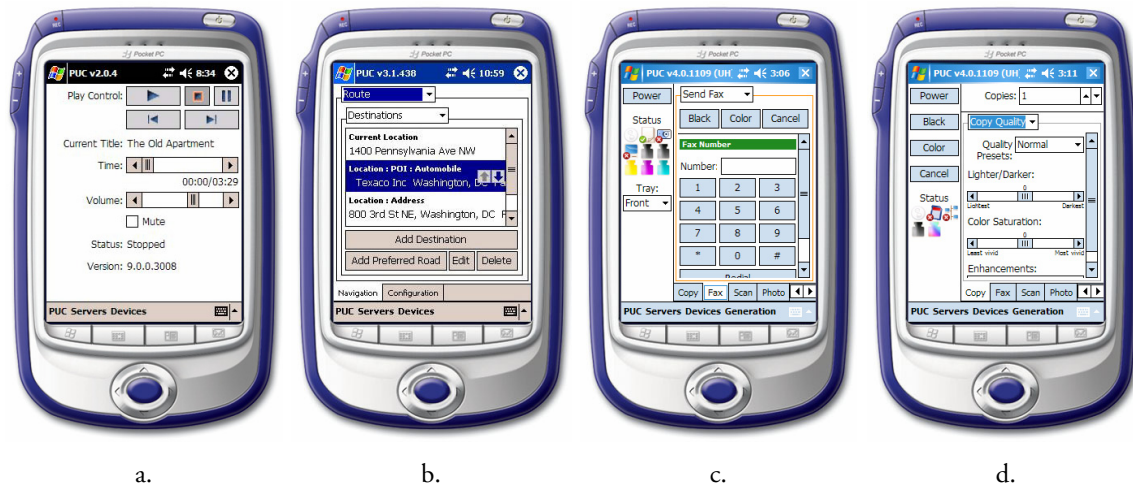 REC
Pocket PC
PUC v2.0.4 8:34
Play Control:
Current Title: The Old Apartment
Time:
00:00/03:29
Volume:
Mute
Status: Stopped
Version: 9.0.0.3008
PUC Servers Devices
a.
REC
Pocket PC
PUC v3.1.438 10:59
Route
Destinations
Current Location
1400 Pennsylvania Ave NW
Location : POI : Automobile
Texaco Inc Washington, DC Fa
Location : Address
800 3rd St NE, Washington, DC F
Add Destination
Add Preferred Road Edit Delete
Navigation Configuration
PUC Servers Devices
b.
REC
Pocket PC
PUC v4.0.1109 (UH 3:06
Power Send Fax
Black Color Cancel
Status
Fax Number
Number:
1 2 3
Tray:
Front
4 5 6
7 8 9
* 0 #
Redial
Copy Fax Scan Photo
PUC Servers Devices Generation
c.
REC
Pocket PC
PUC v4.0.1109 (UH 3:11
Power Copies: 1
Black Copy Quality
Color Quality Presets: Normal
Cancel Lighter/Darker:
0
Status
Lightest Darkest
Color Saturation:
0
Least vivid Most vivid
Enhancements:
Copy Fax Scan Photo
PUC Servers Devices Generation
d.